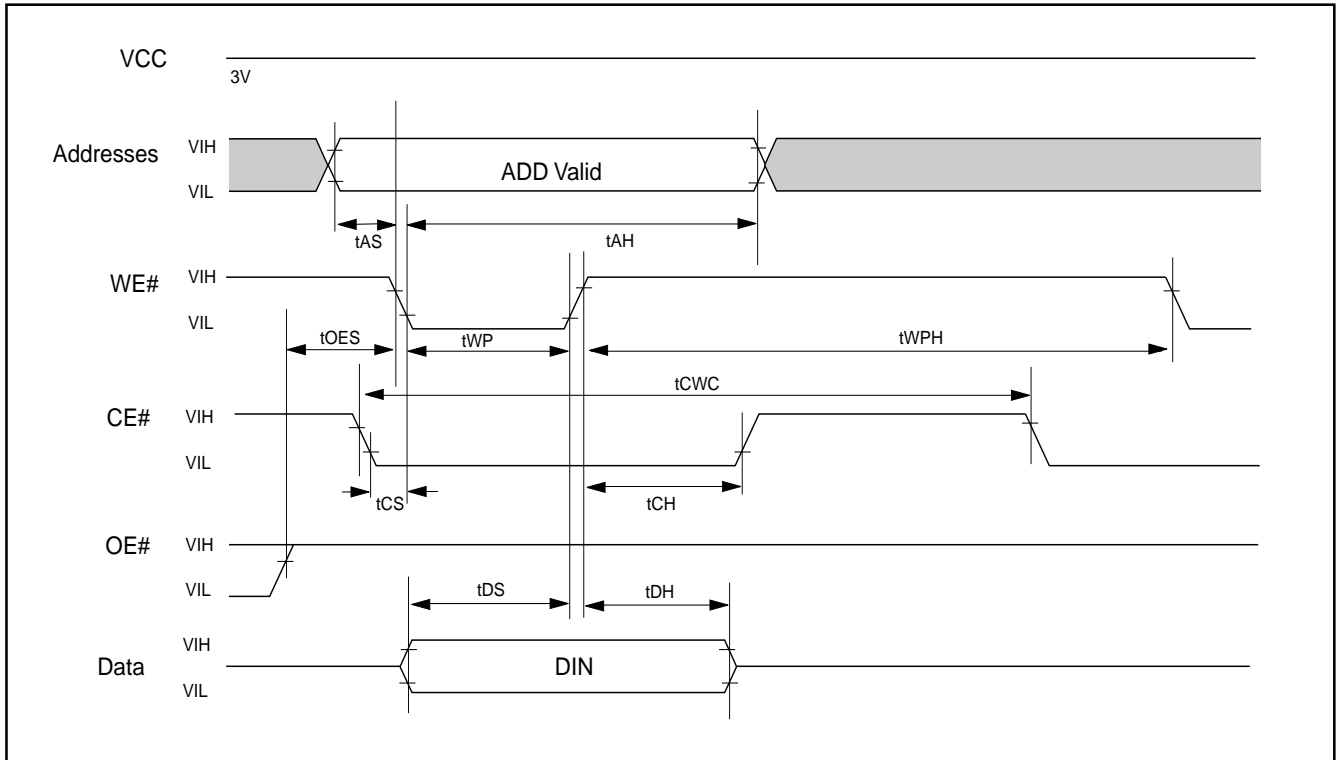 VCC
3V
Addresses
VIH
VIL
ADD Valid
tAS
tAH
WE#
VIH
VIL
tOES
tWP
tWPH
tCWC
CE#
VIH
VIL
tCS
tCH
OE#
VIH
VIL
tDS
tDH
Data
VIH
VIL
DIN